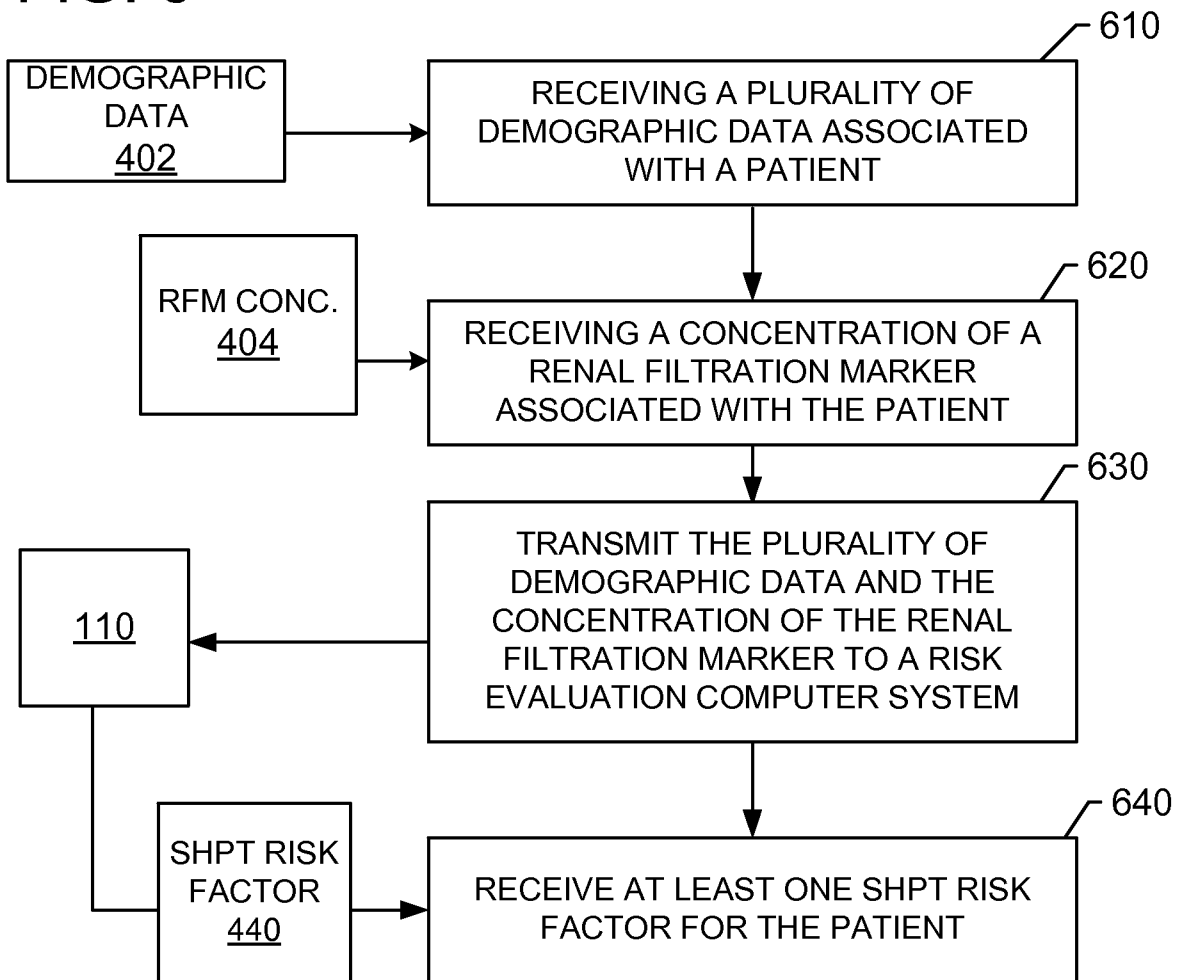 610
DEMOGRAPHIC
DATA
402
RECEIVING A PLURALITY OF
DEMOGRAPHIC DATA ASSOCIATED
WITH A PATIENT
620
RFM CONC.
404
RECEIVING A CONCENTRATION OF A
RENAL FILTRATION MARKER
ASSOCIATED WITH THE PATIENT
630
TRANSMIT THE PLURALITY OF
DEMOGRAPHIC DATA AND THE
CONCENTRATION OF THE RENAL
FILTRATION MARKER TO A RISK
EVALUATION COMPUTER SYSTEM
110
640
SHPT RISK
FACTOR
440
RECEIVE AT LEAST ONE SHPT RISK
FACTOR FOR THE PATIENT